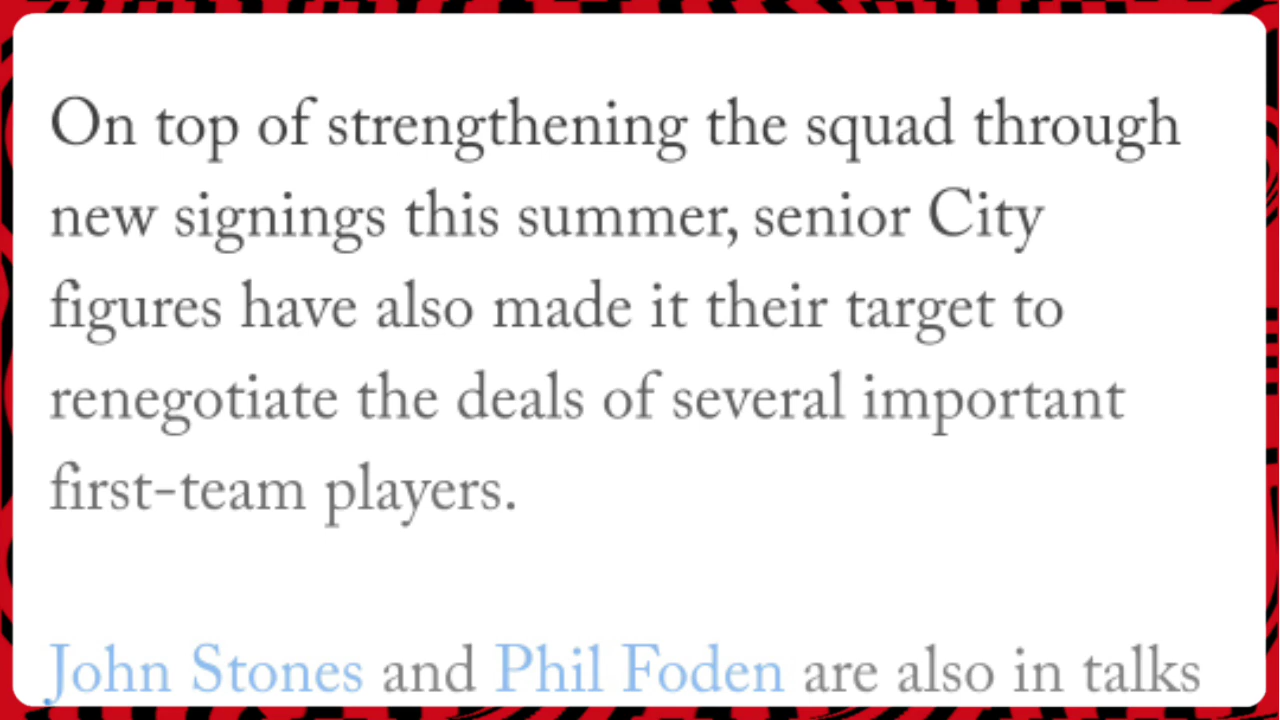 On top of strengthening the squad through
new signings this summer, senior City
figures have also made it their target to
renegotiate the deals of several important
first-team players.
John Stones and Phil Foden are also in talks